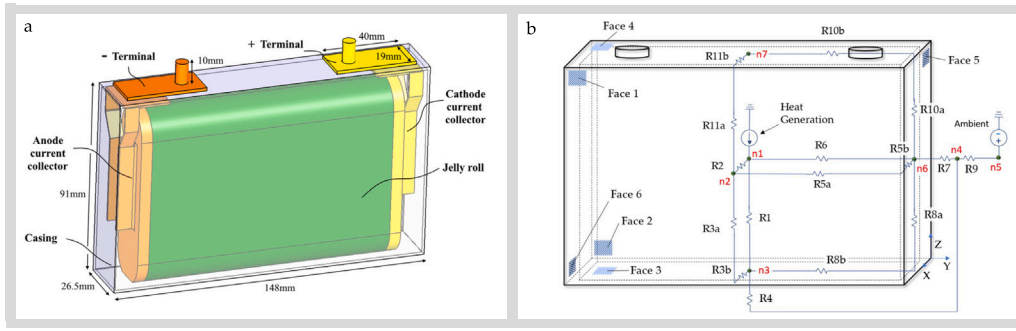 a
- Terminal
+ Terminal
10mm
40mm
19mm
Cathode
current
collector
Anode
current
collector
Jelly roll
91mm
Casing
26.5mm
148mm
b
Face 4
R10b
n7
R11b
Face 5
Face 1
R10a
Heat
Generation
R11a
Ambient
n1
R6
R5b
n4
R2
n6
R7
R9
n5
n2
R5a
Face 6
Face 2
R3a
R1
R8a
Z
R8b
Y
Face 3
R3b
n3
X
R4